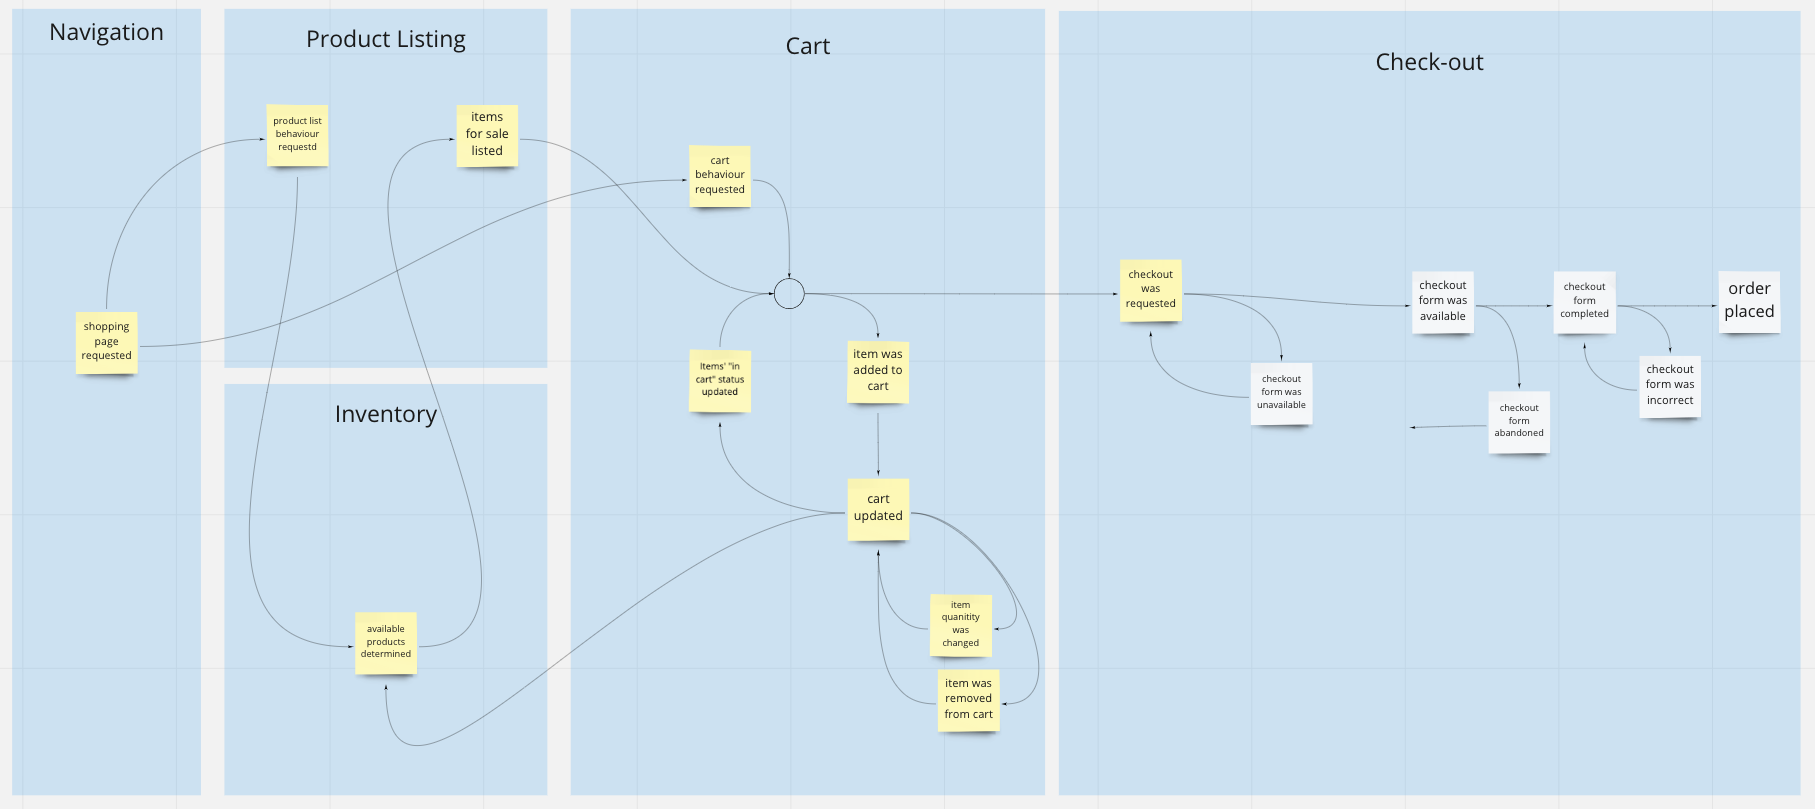 Navigation
Product Listing
Cart
Check-out
product list
behaviour
requestd
items
for sale
listed
cart
behaviour
requested
shopping
page
requested
Items' "in
cart" status
updated
item was
added to
cart
Inventory
cart
updated
available
products
determined
item
quanitity
was
changed
item was
removed
from cart
checkout
was
requested
checkout
form was
unavailable
checkout
form was
available
checkout
form
abandoned
checkout
form
completed
checkout
form was
incorrect
order
placed